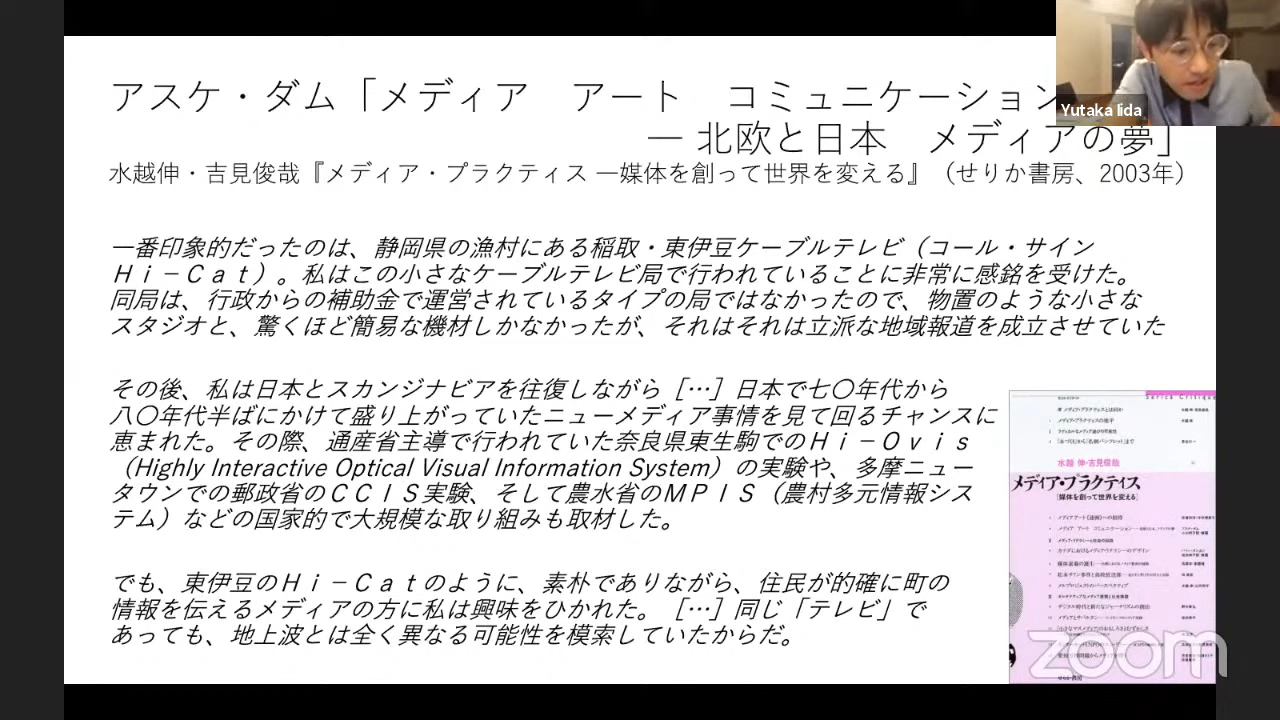 アスケ・ダム「メディア　アート　コミュニケーション
― 北欧と日本　メディアの夢」
水越伸・吉見俊哉『メディア・プラクティス ―媒体を創って世界を変える』（せりか書房、2003年）
Yutaka Iida
一番印象的だったのは、静岡県の漁村にある稲取・東伊豆ケーブルテレビ（コール・サイン
Ｈｉ－Ｃａｔ）。私はこの小さなケーブルテレビ局で行われていることに非常に感銘を受けた。
同局は、行政からの補助金で運営されているタイプの局ではなかったので、物置のような小さな
スタジオと、驚くほど簡易な機材しかなかったが、それはそれは立派な地域報道を成立させていた
その後、私は日本とスカンジナビアを往復しながら［…］日本で七〇年代から
八〇年代半ばにかけて盛り上がっていたニューメディア事情を見て回るチャンスに
恵まれた。その際、通産省主導で行われていた奈良県東生駒でのＨｉ－Ｏｖｉｓ
（Highly Interactive Optical Visual Information System）の実験や、多摩ニュー
タウンでの郵政省のＣＣＩＳ実験、そして農水省のＭＰＩＳ（農村多元情報シス
テム）などの国家的で大規模な取り組みも取材した。
でも、東伊豆のＨｉ－Ｃａｔのように、素朴でありながら、住民が的確に町の
情報を伝えるメディアの方に私は興味をひかれた。［…］同じ「テレビ」で
あっても、地上波とは全く異なる可能性を模索していたからだ。
水越 伸・吉見俊哉
メディア・プラクティス
[媒体を創って世界を変える]
zoom